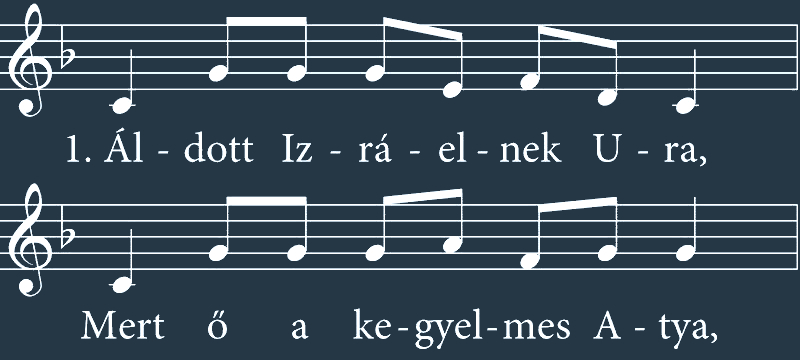 1. Ál - dott Iz - rá - el - nek U - ra,
Mert ő a ke - gyel - mes A - tya,